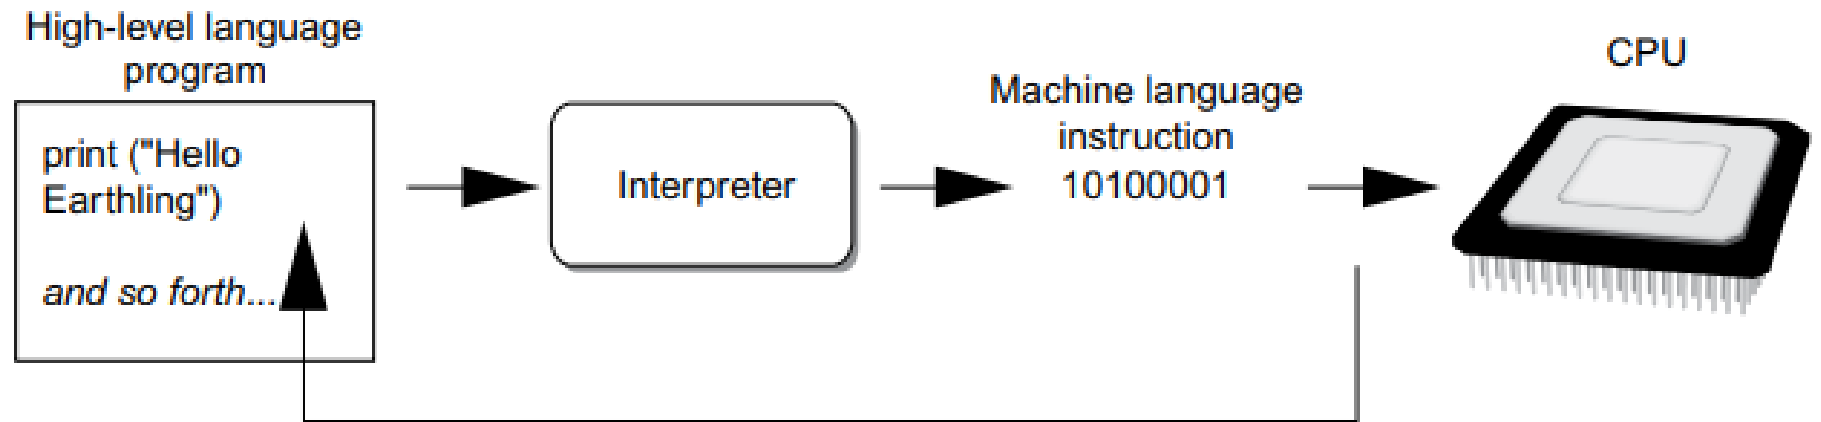 High-level language
program
print ("Hello
Earthling")
and so forth...
Interpreter
Machine language
instruction
10100001
CPU